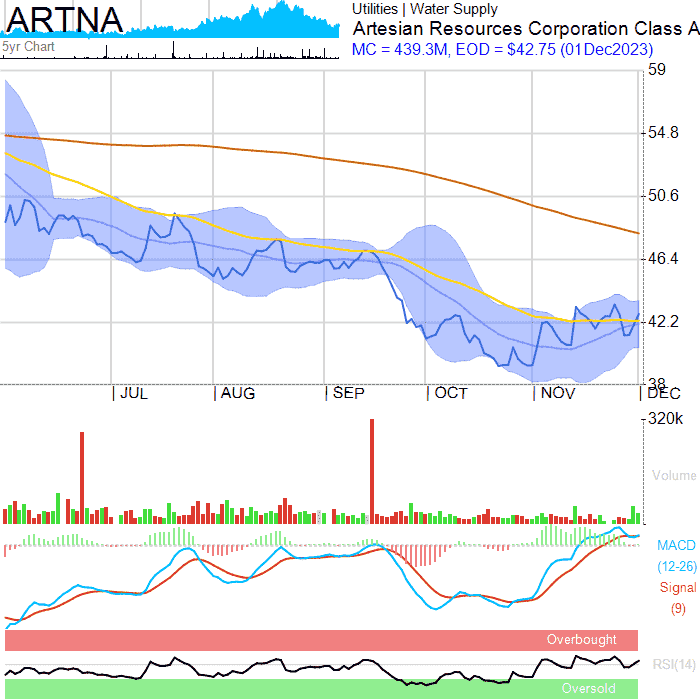 ARTNA
5yr Chart
Utilities | Water Supply
Artesian Resources Corporation Class A
MC = 439.3M, EOD = $42.75 (01Dec2023)
59
54.8
50.6
46.4
42.2
38
JUL AUG SEP OCT NOV DEC
320k
Volume
MACD
(12-26)
Signal
(9)
Overbought
RSI(14)
Oversold